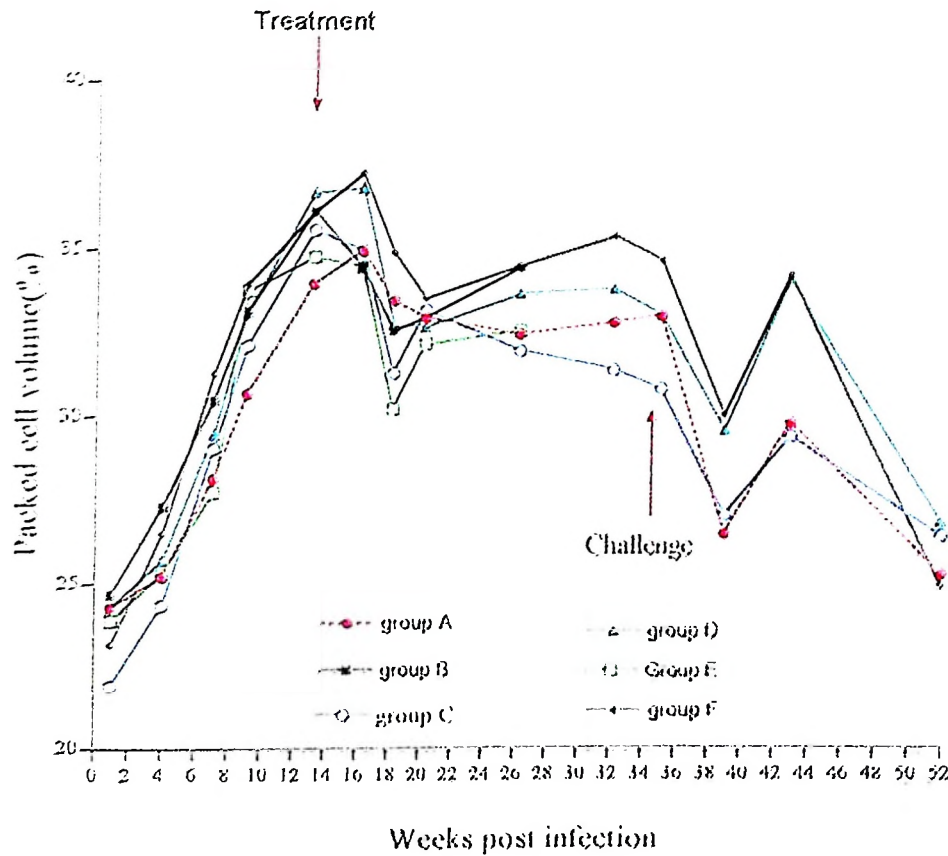 Treatment
40
35
30
25
20
Packed cell volume(%)
Challenge
group A
group B
group C
group D
Group E
group F
0 2 4 6 8 10 12 14 16 18 20 22 24 26 28 30 32 34 36 38 40 42 44 46 48 50 52
Weeks post infection